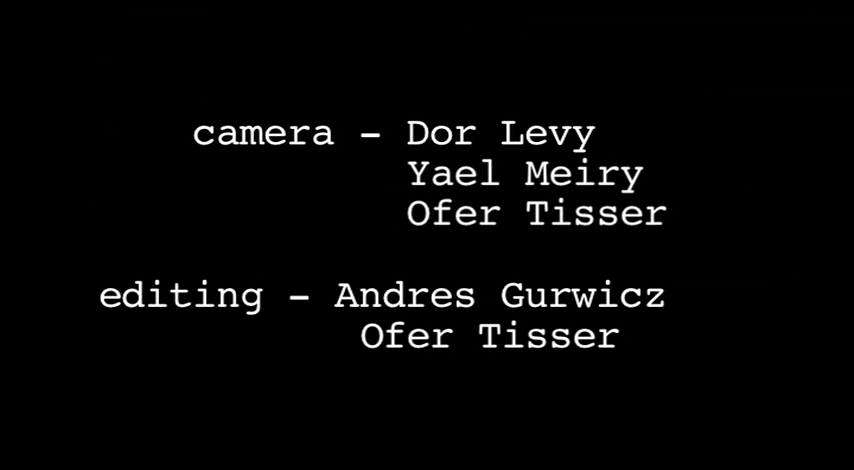 camera - Dor Levy
Yael Meiry
Ofer Tisser
editing - Andres Gurwicz
Ofer Tisser